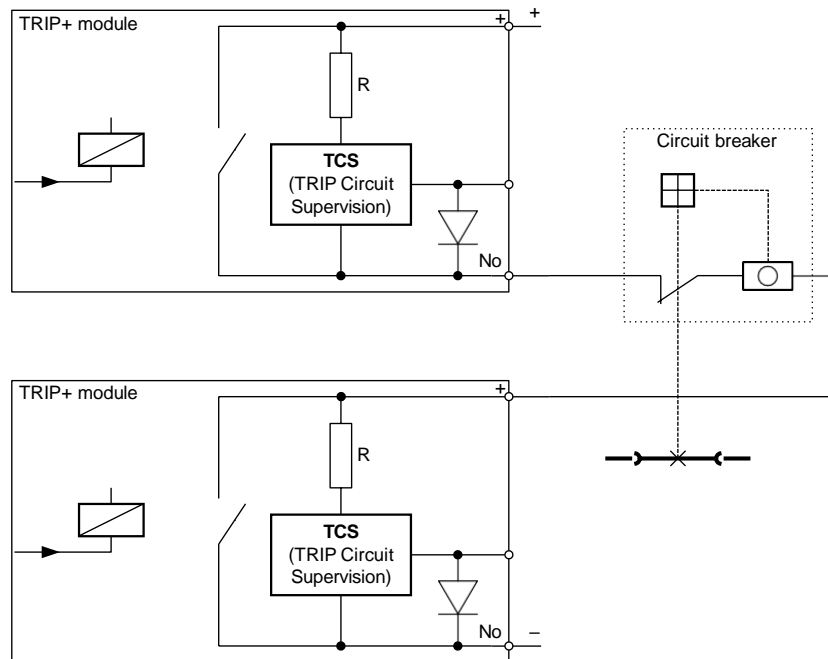 TRIP+ module
+ +
R
TCS
(TRIP Circuit
Supervision)
No
Circuit breaker
TRIP+ module
+
R
TCS
(TRIP Circuit
Supervision)
No –